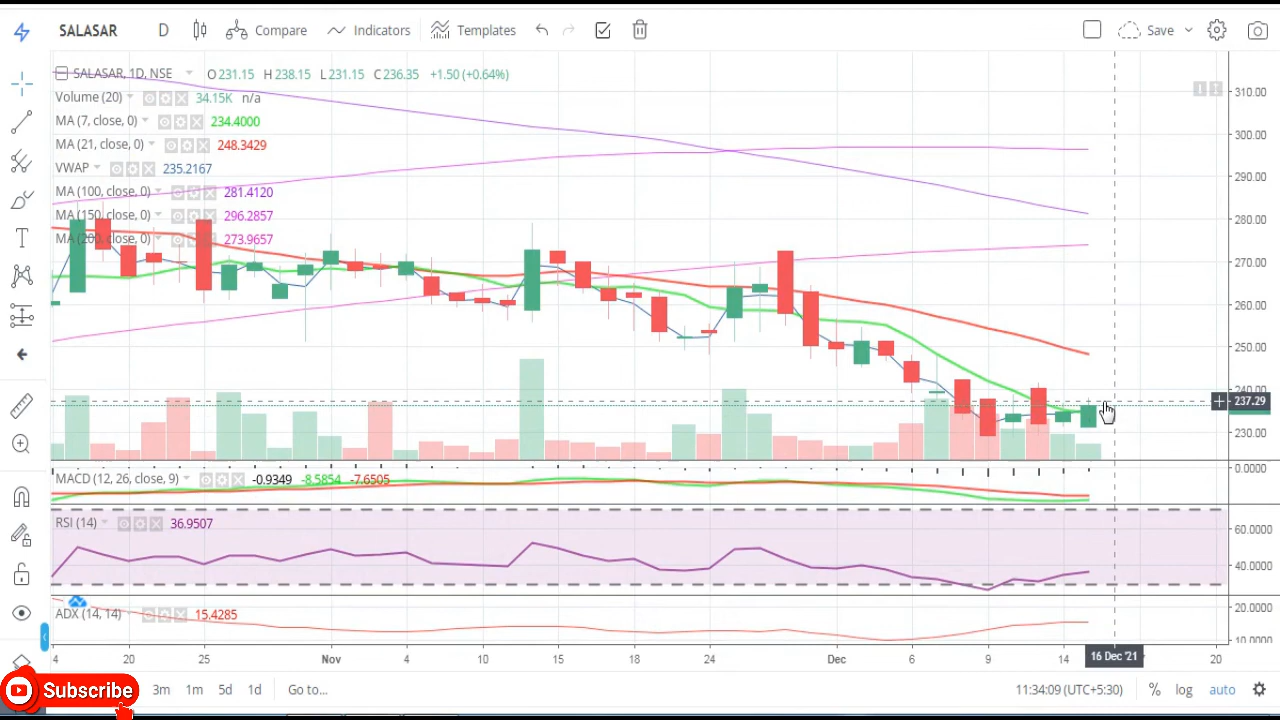 SALASAR D Compare Indicators Templates Save
SALASAR, 1D, NSE O231.15 H238.15 L231.15 C236.35 +1.50 (+0.64%)
Volume (20) 34.15K n/a
MA (7, close, 0) 234.4000
MA (21, close, 0) 248.3429
VWAP 235.2167
MA (100, close, 0) 281.4120
MA (150, close, 0) 296.2857
MA (200, close, 0) 273.9657
310.00
300.00
290.00
280.00
270.00
260.00
250.00
240.00
237.29
230.00
MACD (12, 26, close, 9) -0.9349 -8.5854 -7.6505
0.0000
RSI (14) 36.9507
60.0000
40.0000
ADX (14, 14) 15.4285
20.0000
10.0000
4 20 25 Nov 4 10 15 18 24 Dec 6 9 14 16 Dec '21 20
Subscribe 3m 1m 5d 1d Go to... 11:34:09 (UTC+5:30) % log auto